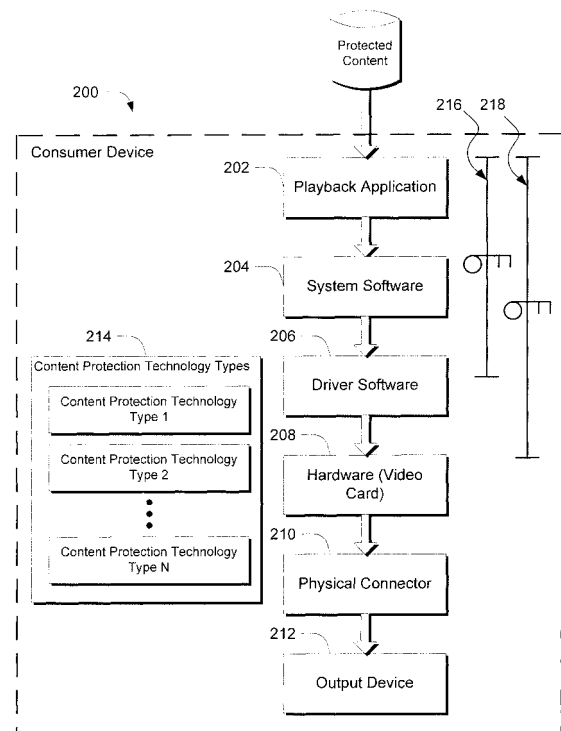 Protected
Content
200
216
218
Consumer Device
202
Playback Application
204
System Software
214
206
Content Protection Technology Types
Driver Software
Content Protection Technology
Type 1
208
Content Protection Technology
Type 2
Hardware (Video
Card)
210
Content Protection Technology
Type N
Physical Connector
212
Output Device